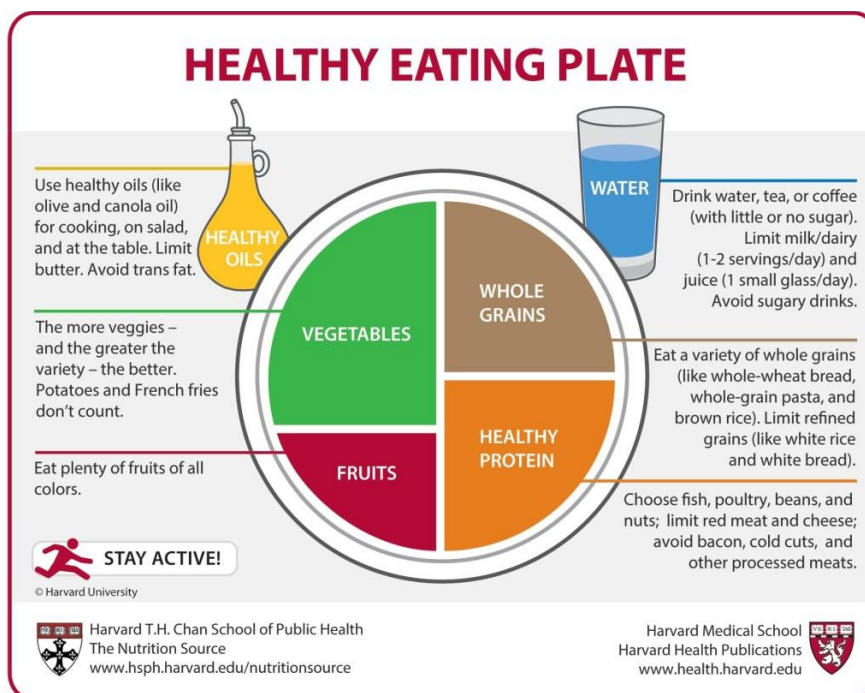 HEALTHY EATING PLATE
Use healthy oils (like
olive and canola oil)
for cooking, on salad,
and at the table. Limit
butter. Avoid trans fat.
HEALTHY
OILS
The more veggies –
and the greater the
variety – the better.
Potatoes and French fries
don’t count.
Eat plenty of fruits of all
colors.
VEGETABLES
FRUITS
WHOLE
GRAINS
HEALTHY
PROTEIN
WATER
Drink water, tea, or coffee
(with little or no sugar).
Limit milk/dairy
(1-2 servings/day) and
juice (1 small glass/day).
Avoid sugary drinks.
Eat a variety of whole grains
(like whole-wheat bread,
whole-grain pasta, and
brown rice). Limit refined
grains (like white rice
and white bread).
Choose fish, poultry, beans, and
nuts; limit red meat and cheese;
avoid bacon, cold cuts, and
other processed meats.
STAY ACTIVE!
© Harvard University
Harvard T.H. Chan School of Public Health
The Nutrition Source
www.hsph.harvard.edu/nutritionsource
Harvard Medical School
Harvard Health Publications
www.health.harvard.edu